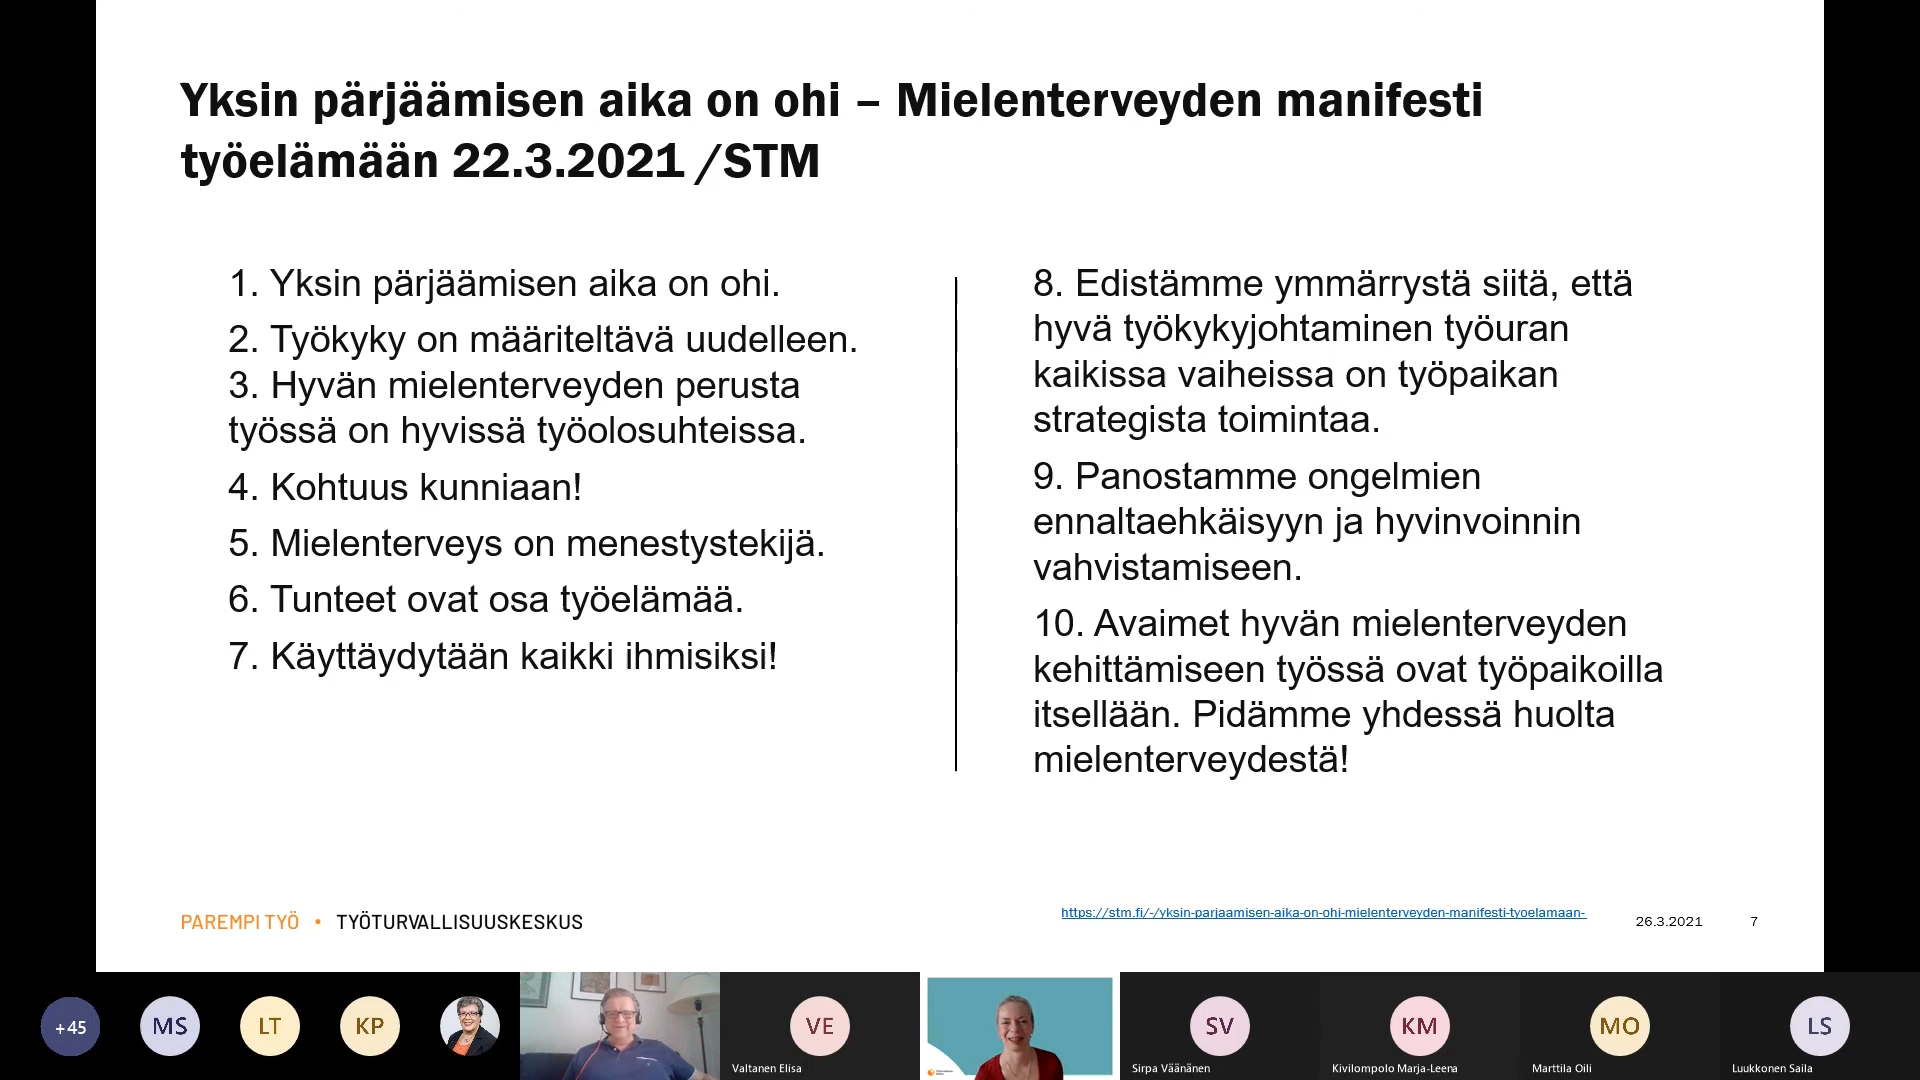 Yksin pärjäämisen aika on ohi – Mielenterveyden manifesti
työelämään 22.3.2021 /STM
1. Yksin pärjäämisen aika on ohi.
2. Työkyky on määriteltävä uudelleen.
3. Hyvän mielenterveyden perusta
työssä on hyvissä työolosuhteissa.
4. Kohtuus kunniaan!
5. Mielenterveys on menestystekijä.
6. Tunteet ovat osa työelämää.
7. Käyttäydytään kaikki ihmisiksi!
8. Edistämme ymmärrystä siitä, että
hyvä työkykyjohtaminen työuran
kaikissa vaiheissa on työpaikan
strategista toimintaa.
9. Panostamme ongelmien
ennaltaehkäisyyn ja hyvinvoinnin
vahvistamiseen.
10. Avaimet hyvän mielenterveyden
kehittämiseen työssä ovat työpaikoilla
itsellään. Pidämme yhdessä huolta
mielenterveydestä!
PAREMPI TYÖ • TYÖTURVALLISUUSKESKUS
https://stm.fi/-/yksin-parjaamisen-aika-on-ohi-mielenterveyden-manifesti-tyoelamaan-
26.3.2021
7
+45
MS
LT
KP
VE
Valtanen Elisa
SV
Sirpa Väänänen
KM
Kivilompolo Marja-Leena
MO
Marttila Oili
LS
Luukkonen Saila